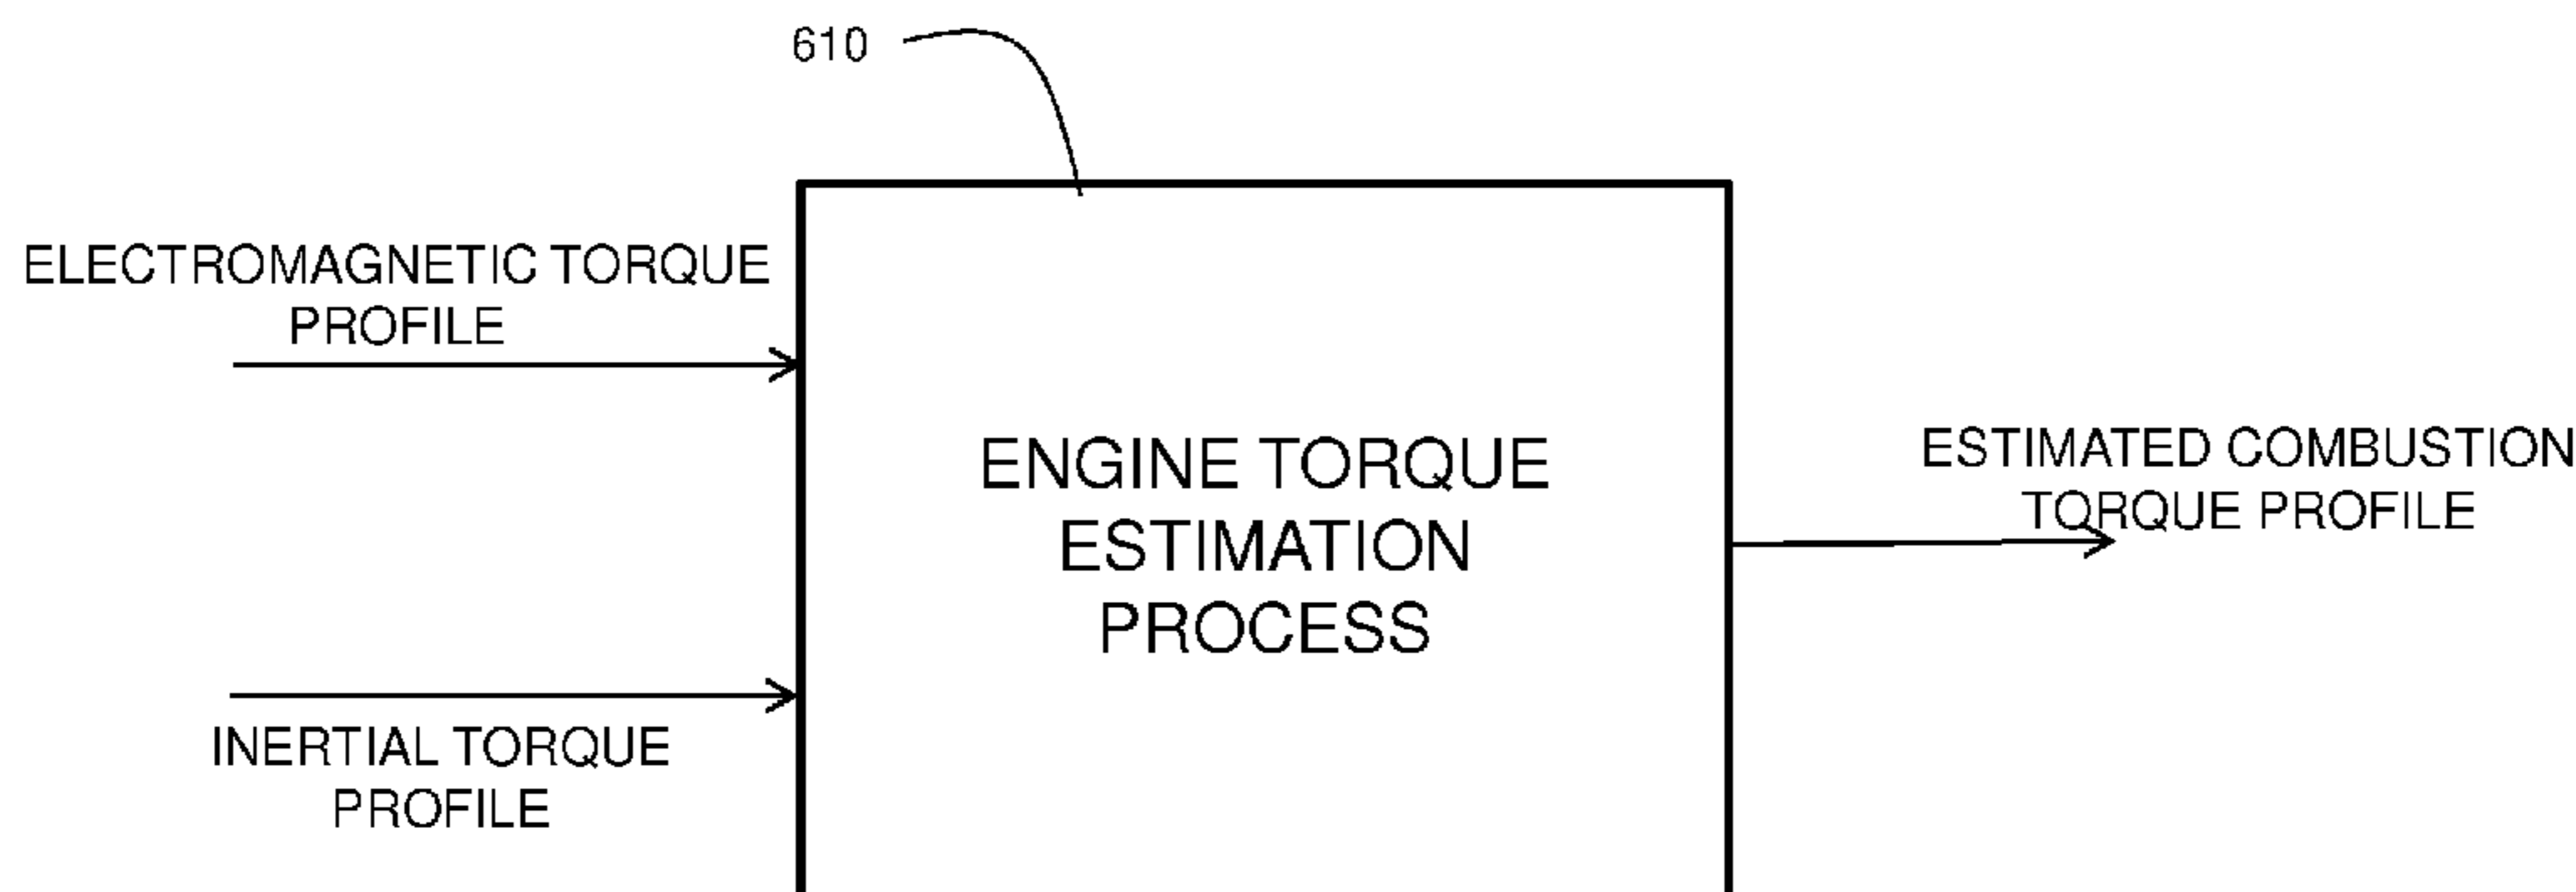 610
ELECTROMAGNETIC TORQUE
PROFILE
ENGINE TORQUE
ESTIMATION
PROCESS
ESTIMATED COMBUSTION
TORQUE PROFILE
INERTIAL TORQUE
PROFILE